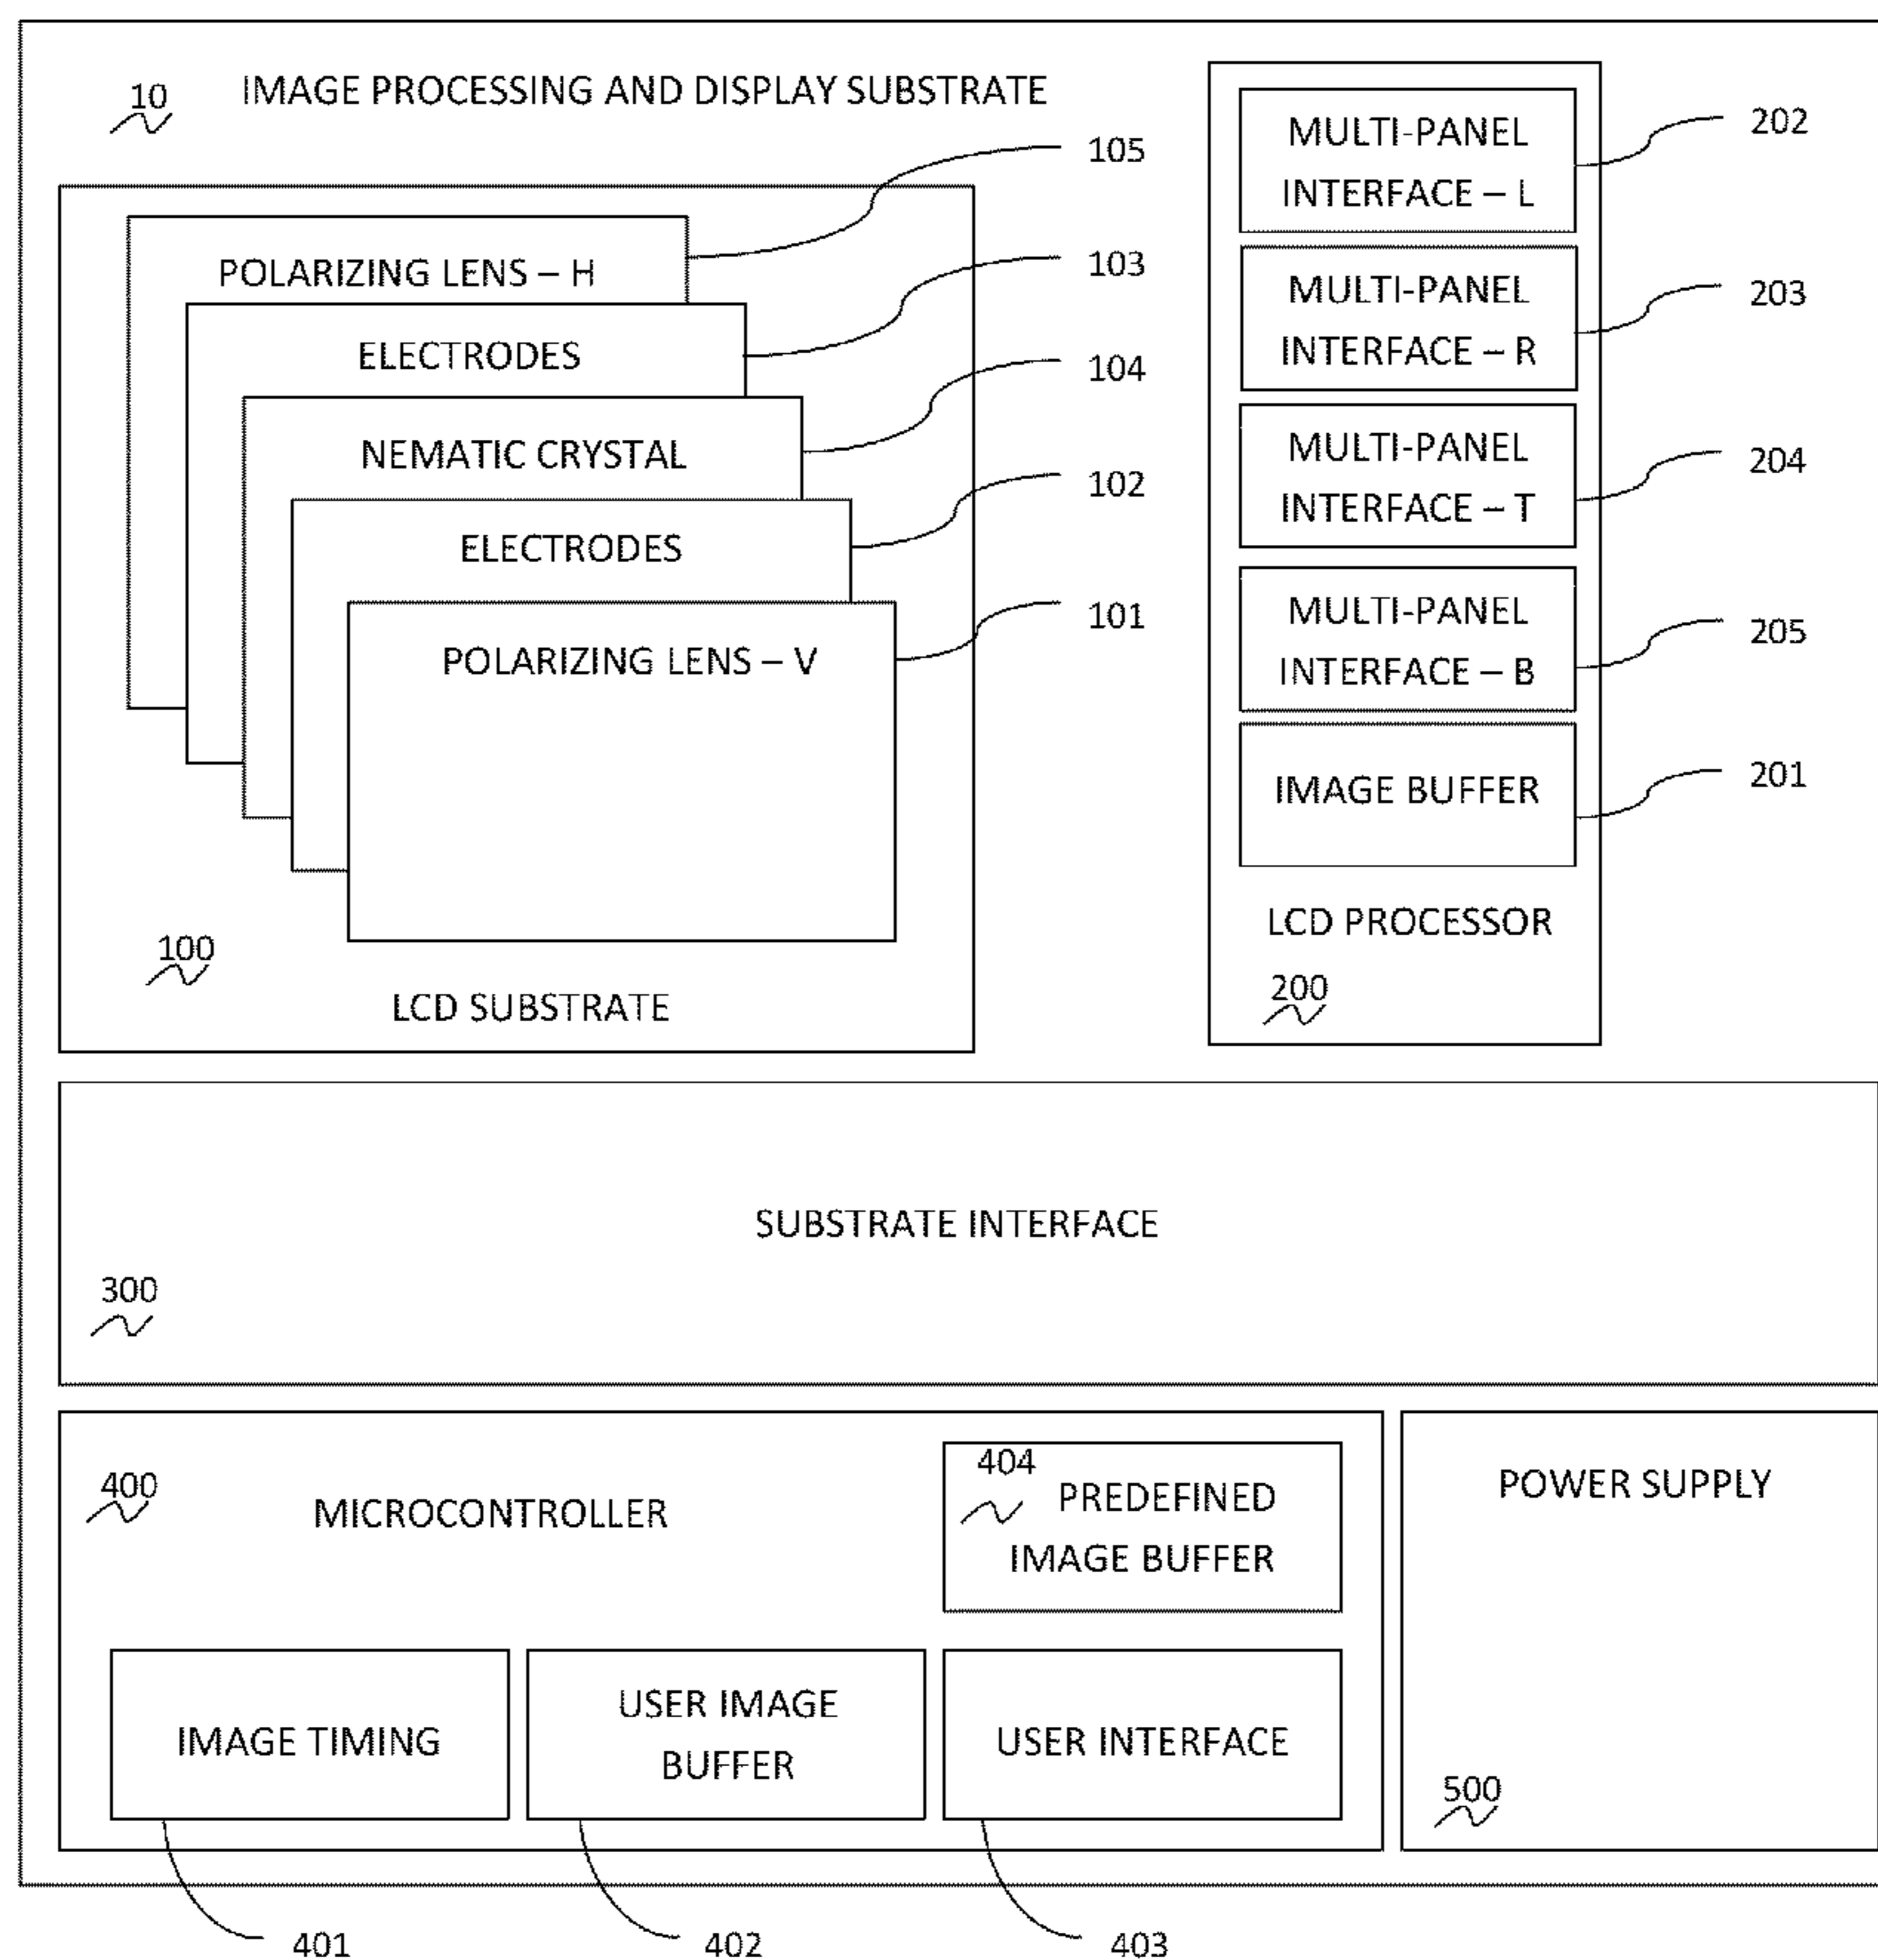 10
IMAGE PROCESSING AND DISPLAY SUBSTRATE
105
POLARIZING LENS – H
103
ELECTRODES
104
NEMATIC CRYSTAL
102
ELECTRODES
101
POLARIZING LENS – V
100
LCD SUBSTRATE
MULTI-PANEL
INTERFACE – L
202
MULTI-PANEL
INTERFACE – R
203
MULTI-PANEL
INTERFACE – T
204
MULTI-PANEL
INTERFACE – B
205
IMAGE BUFFER
201
LCD PROCESSOR
200
SUBSTRATE INTERFACE
300
400
MICROCONTROLLER
404
PREDEFINED
IMAGE BUFFER
IMAGE TIMING
USER IMAGE
BUFFER
USER INTERFACE
POWER SUPPLY
500
401
402
403